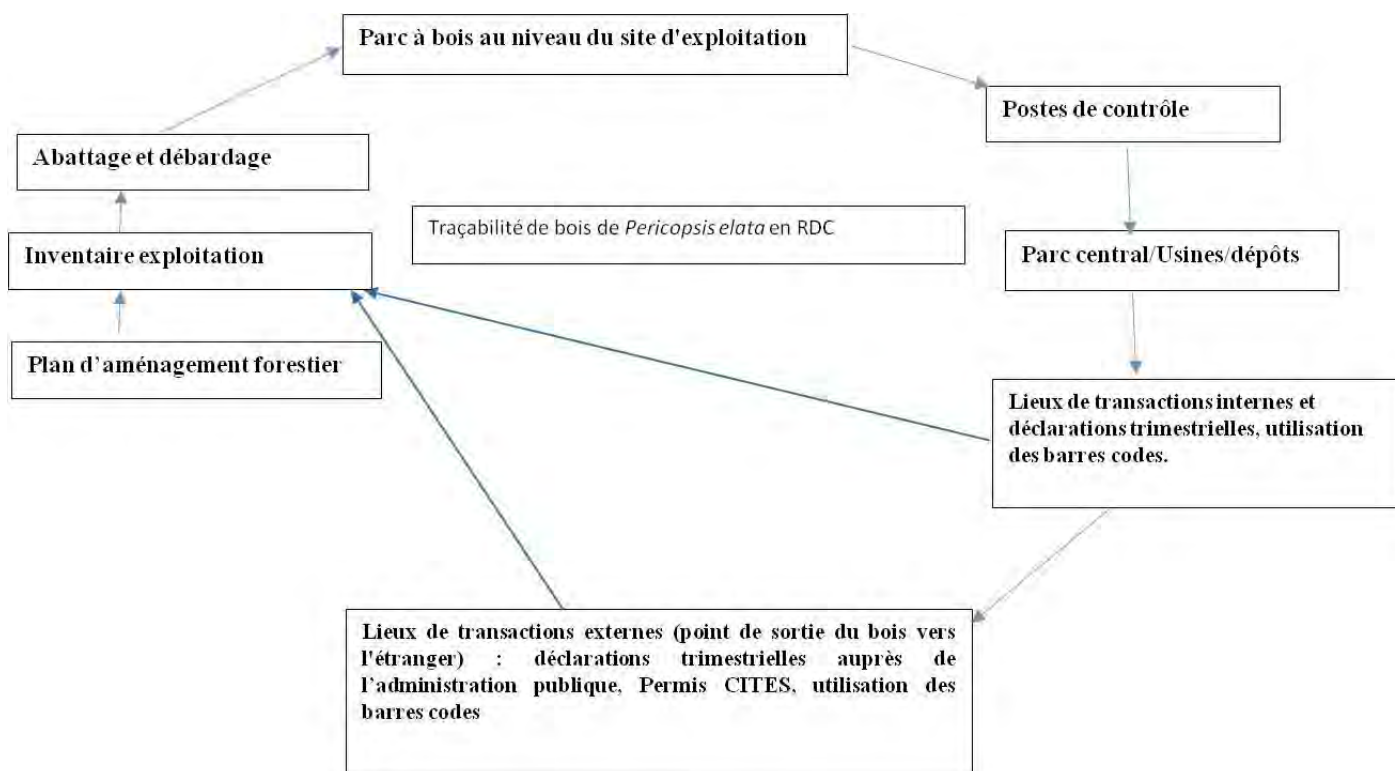 Parc à bois au niveau du site d'exploitation
Postes de contrôle
Abattage et débardage
Traçabilité de bois de Pericopsis elata en RDC
Inventaire exploitation
Parc central/Usines/dépôts
Plan d’aménagement forestier
Lieux de transactions internes et
déclarations trimestrielles, utilisation
des barres codes.
Lieux de transactions externes (point de sortie du bois vers
l'étranger) : déclarations trimestrielles auprès de
l’administration publique, Permis CITES, utilisation des
barres codes